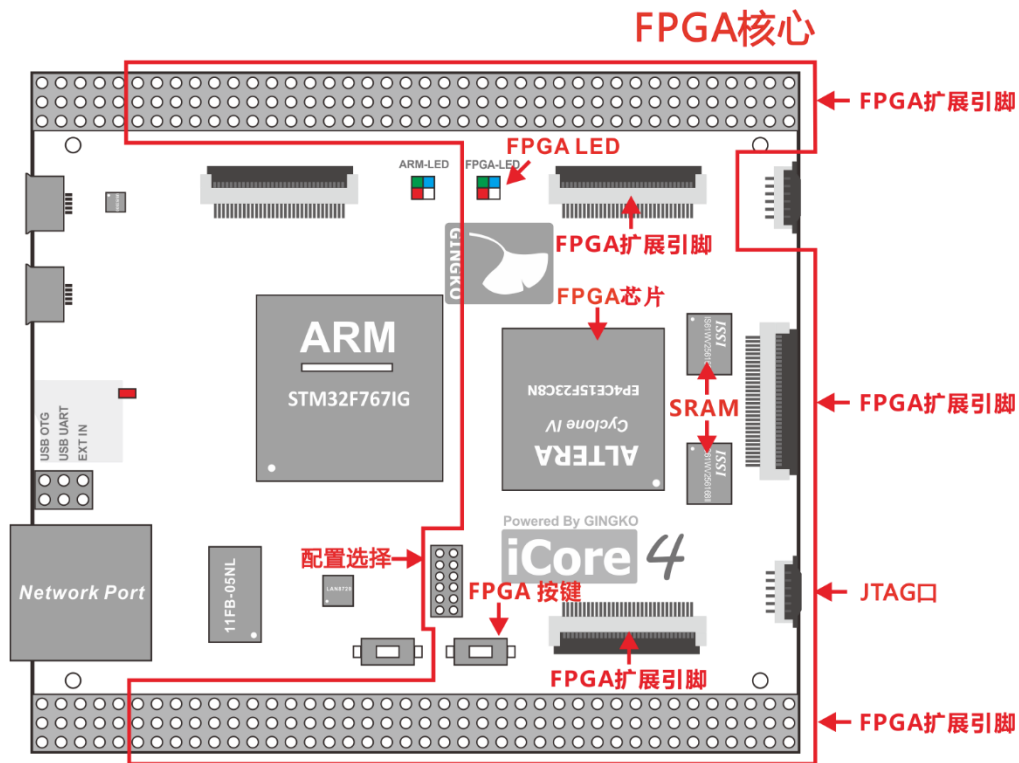 FPGA核心
FPGA扩展引脚
FPGA LED
ARM-LED
FPGA-LED
FPGA扩展引脚
GINGKO
FPGA芯片
ARM
STM32F767IG
EP4CE15F23C8N
Cyclone IV
ALTERA
ISSI
SRAM
ISSI
FPGA扩展引脚
USB OTG
USB UART
EXT IN
Powered By GINGKO
iCore4
配置选择
FPGA 按键
Network Port
11FB-05NL
LAN8720
JTAG口
FPGA扩展引脚
FPGA扩展引脚